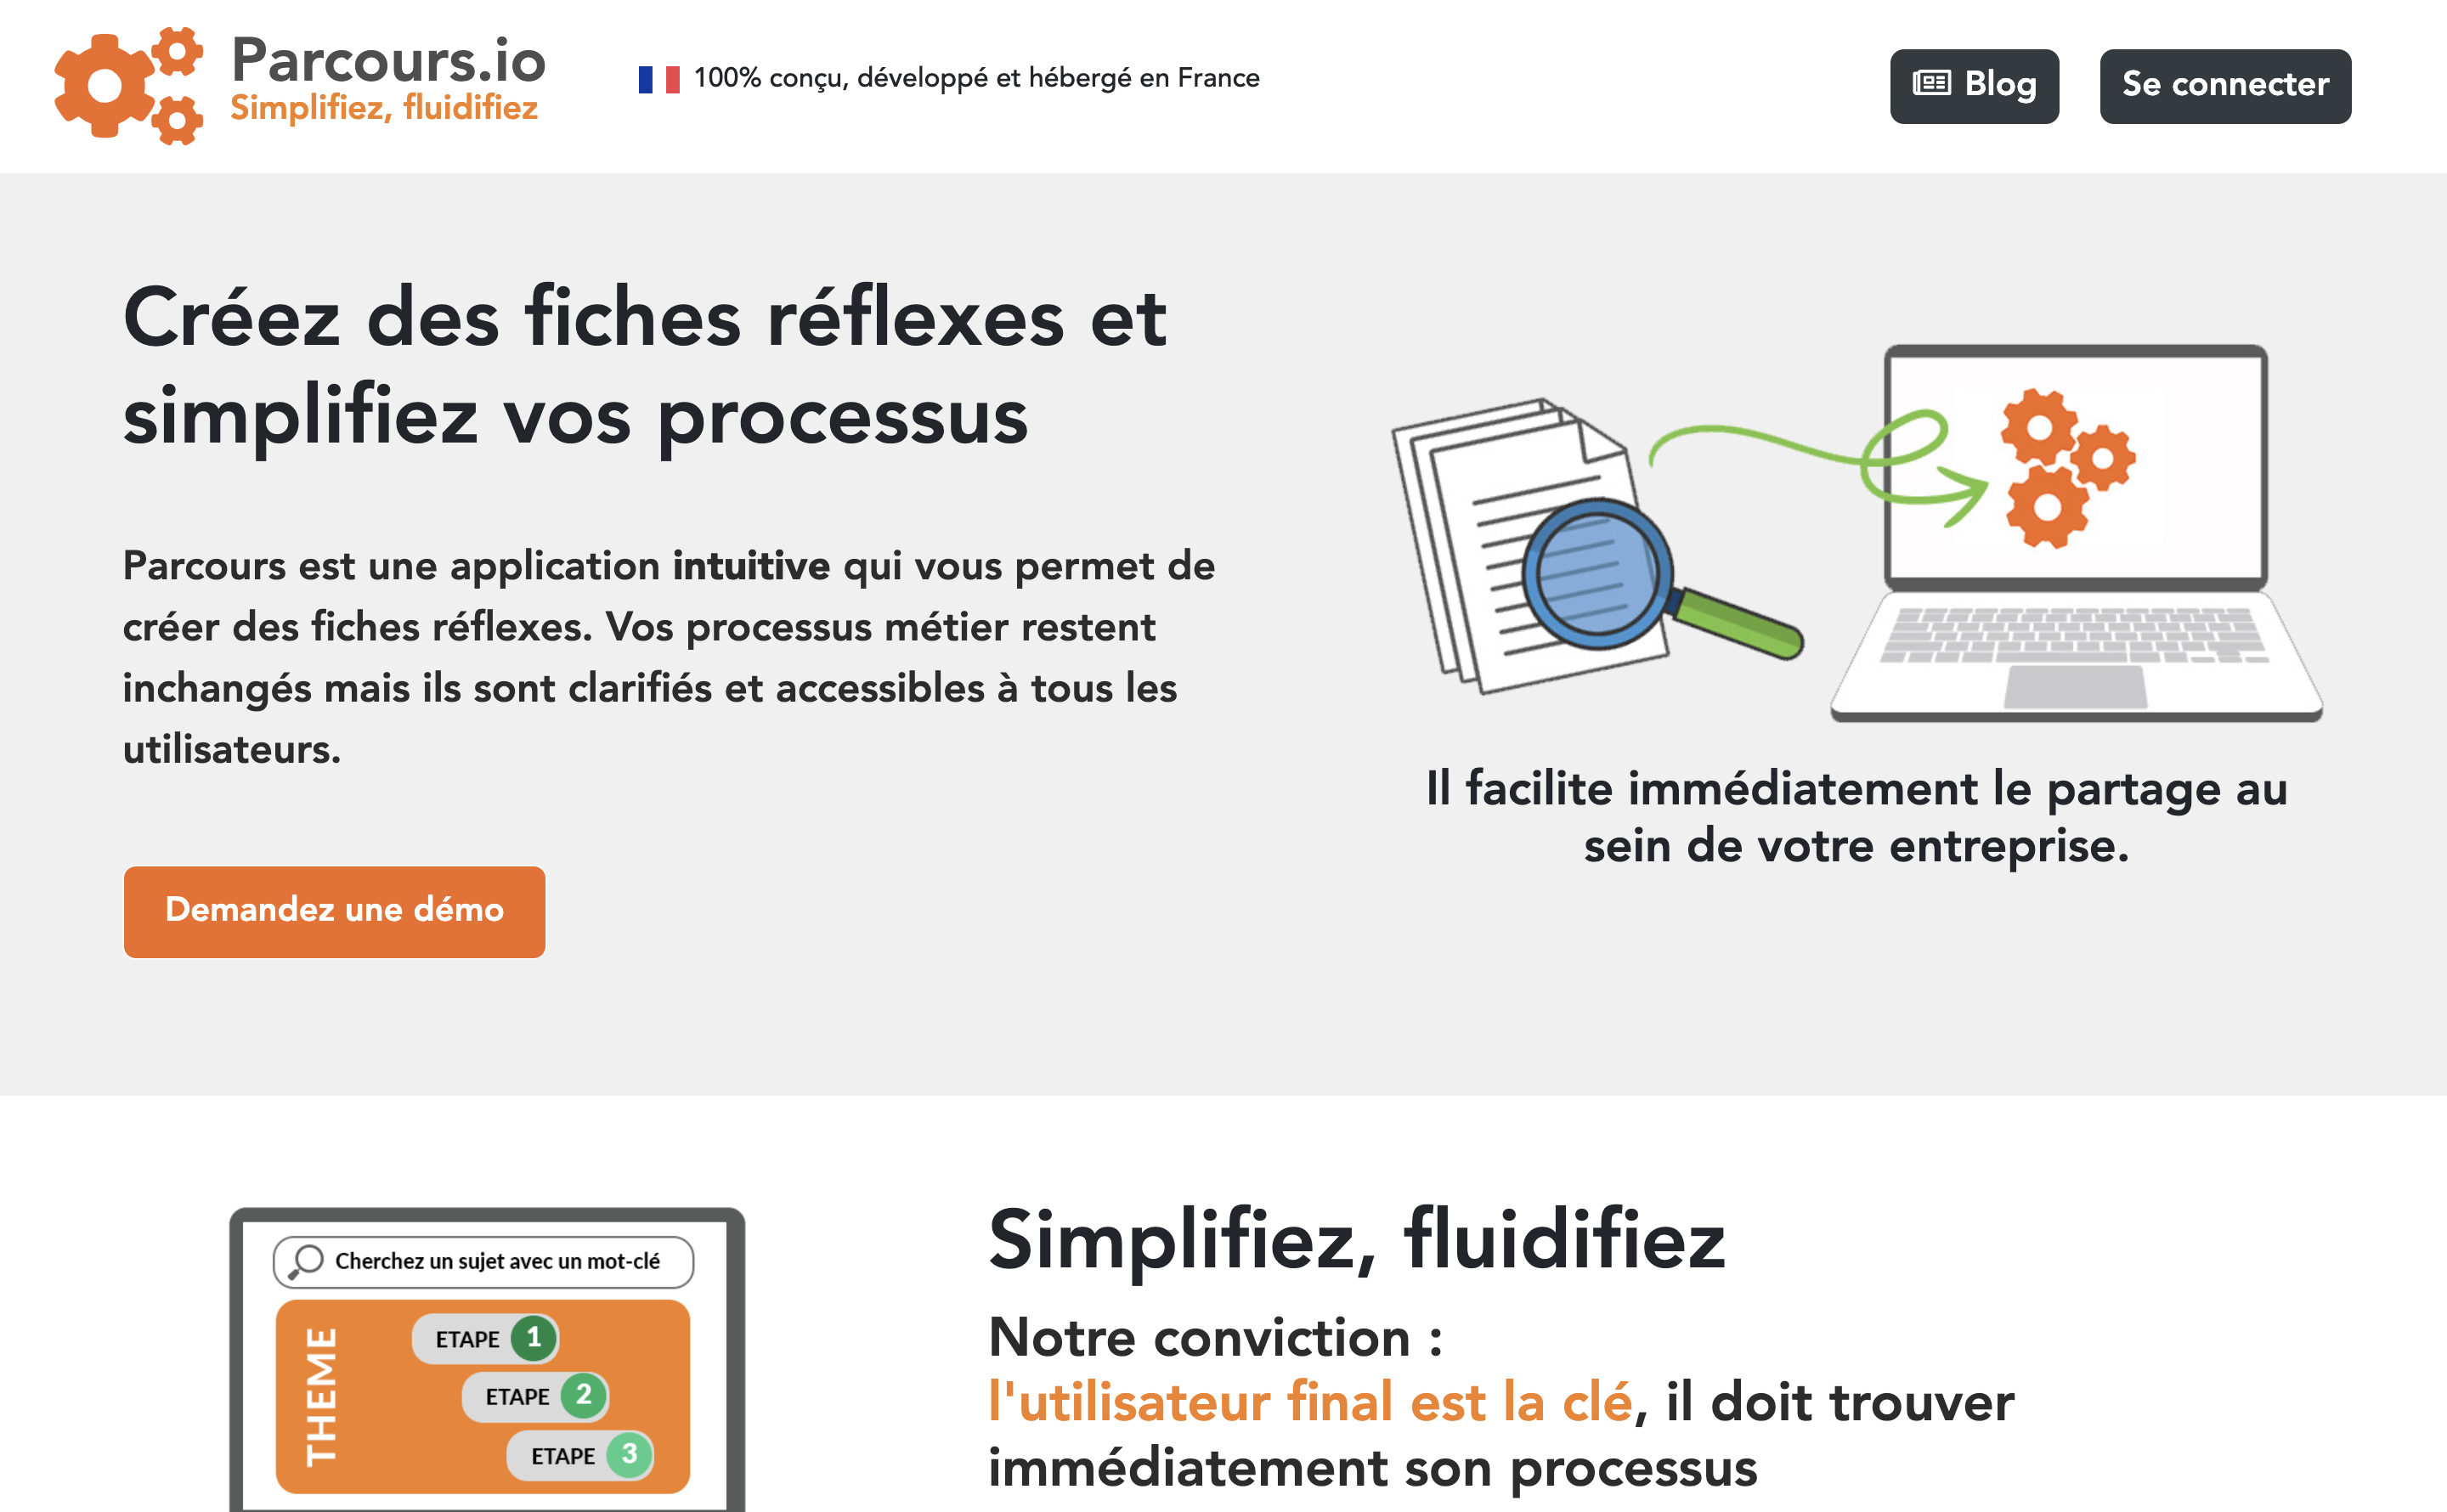 Parcours.io
Simplifiez, fluidifiez
100% conçu, développé et hébergé en France
Blog
Se connecter
Créez des fiches réflexes et
simplifiez vos processus
Parcours est une application intuitive qui vous permet de
créer des fiches réflexes. Vos processus métier restent
inchangés mais ils sont clarifiés et accessibles à tous les
utilisateurs.
Demandez une démo
Il facilite immédiatement le partage au
sein de votre entreprise.
Cherchez un sujet avec un mot-clé
THEME
ETAPE 1
ETAPE 2
ETAPE 3
Simplifiez, fluidifiez
Notre conviction :
l'utilisateur final est la clé, il doit trouver
immédiatement son processus